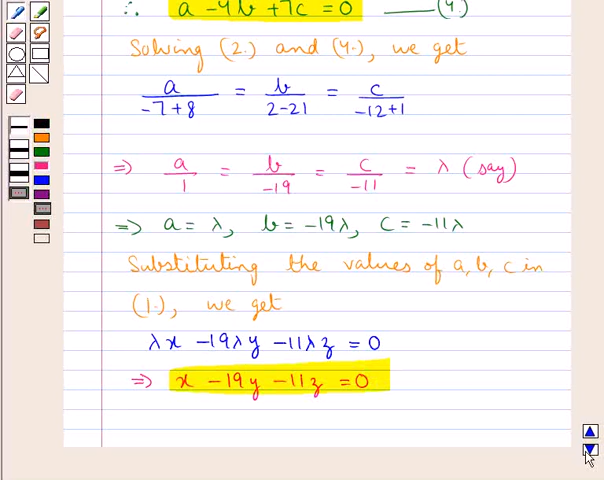 ∴ a -4b +7c = 0 ——(4.)
Solving (2.) and (4.), we get
a/(-7+8) = b/(2-21) = c/(-12+1)
⇒ a/1 = b/-19 = c/-11 = λ (say)
⇒ a = λ, b = -19λ, c = -11λ
Substituting the values of a, b, c in
(1.), we get
λx -19λy -11λz = 0
⇒ x -19y -11z = 0